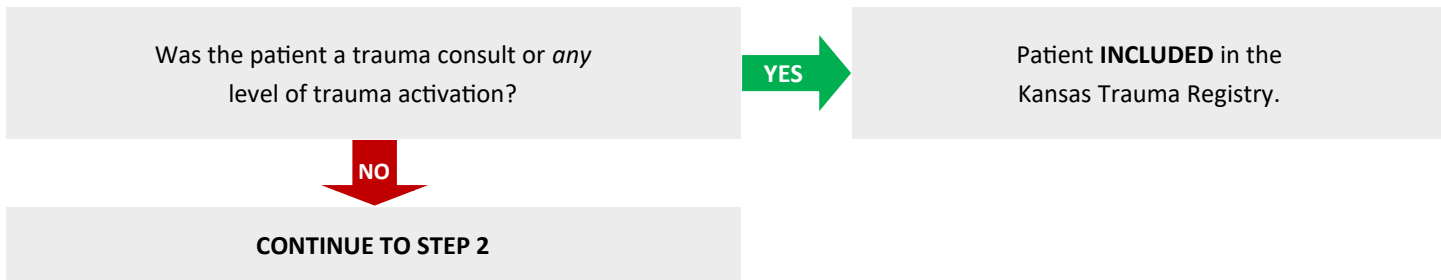 Was the patient a trauma consult or any
level of trauma activation?
YES
Patient INCLUDED in the
Kansas Trauma Registry.
NO
CONTINUE TO STEP 2